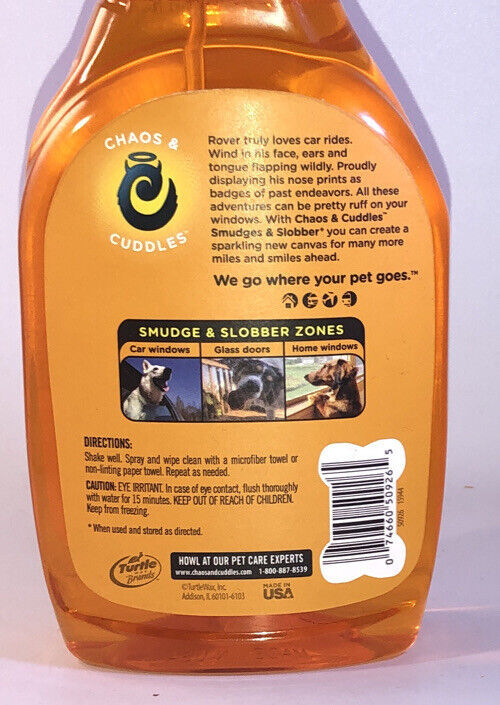 CHAOS &
CUDDLES™
Rover truly loves car rides.
Wind in his face, ears and
tongue flapping wildly. Proudly
displaying his nose prints as
badges of past endeavors. All these
adventures can be pretty ruff on your
windows. With Chaos & Cuddles™
Smudges & Slobber* you can create a
sparkling new canvas for many more
miles and smiles ahead.
We go where your pet goes.™
SMUDGE & SLOBBER ZONES
Car windows Glass doors Home windows
DIRECTIONS:
Shake well. Spray and wipe clean with a microfiber towel or
non-linting paper towel. Repeat as needed.
CAUTION: EYE IRRITANT. In case of eye contact, flush thoroughly
with water for 15 minutes. KEEP OUT OF REACH OF CHILDREN.
Keep from freezing.
* When used and stored as directed.
Turtle
Brands
HOWL AT OUR PET CARE EXPERTS
www.chaosandcuddles.com 1-800-887-8539
©TurtleWax, Inc.
Addison, IL 60101-6103
MADE IN
USA
0 74660 50926 5
50926 15944